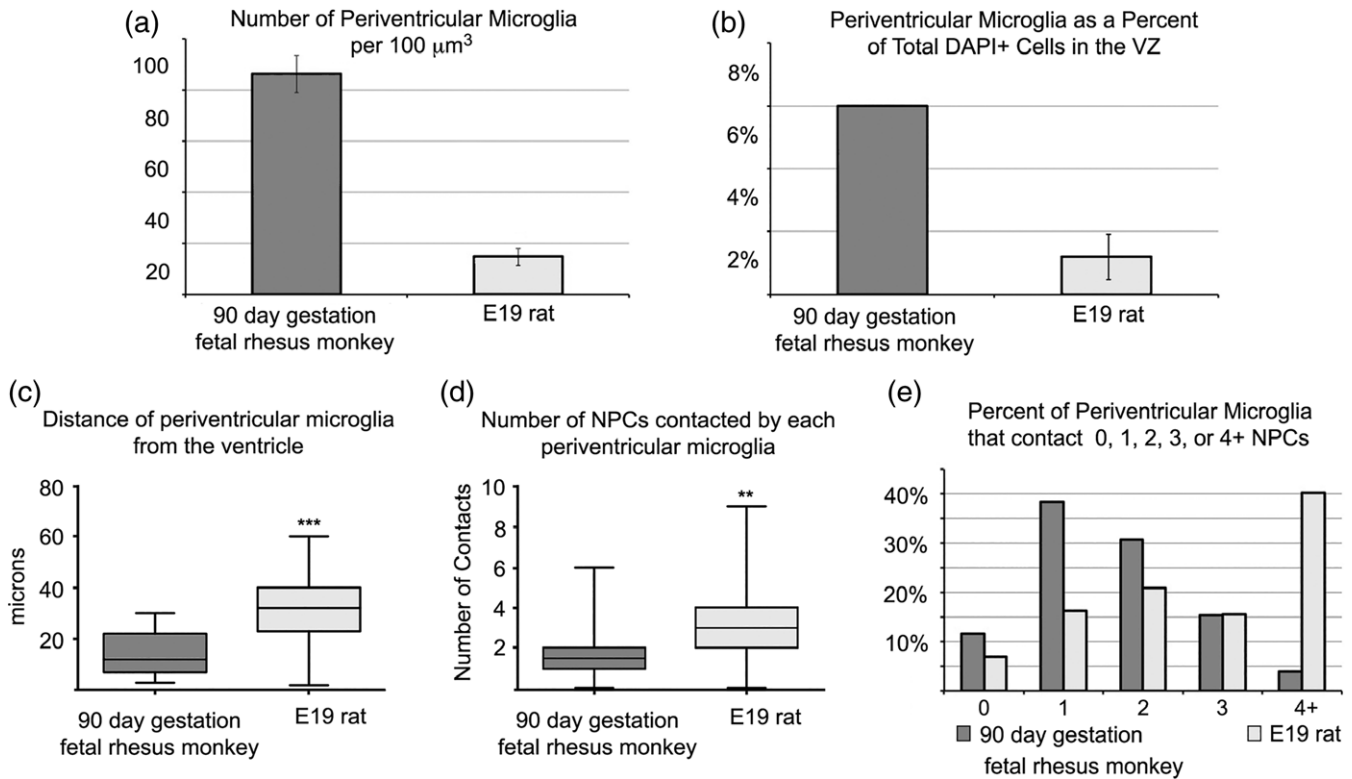 (a)
Number of Periventricular Microglia
per 100 μm³
100
80
60
40
20
90 day gestation
fetal rhesus monkey
E19 rat
(b)
Periventricular Microglia as a Percent
of Total DAPI+ Cells in the VZ
8%
6%
4%
2%
90 day gestation
fetal rhesus monkey
E19 rat
(c)
Distance of periventricular microglia
from the ventricle
microns
80
60
40
20
***
90 day gestation
fetal rhesus monkey
E19 rat
(d)
Number of NPCs contacted by each
periventricular microglia
Number of Contacts
10
8
6
4
2
**
90 day gestation
fetal rhesus monkey
E19 rat
(e)
Percent of Periventricular Microglia
that contact 0, 1, 2, 3, or 4+ NPCs
40%
30%
20%
10%
0 1 2 3 4+
90 day gestation
fetal rhesus monkey
E19 rat